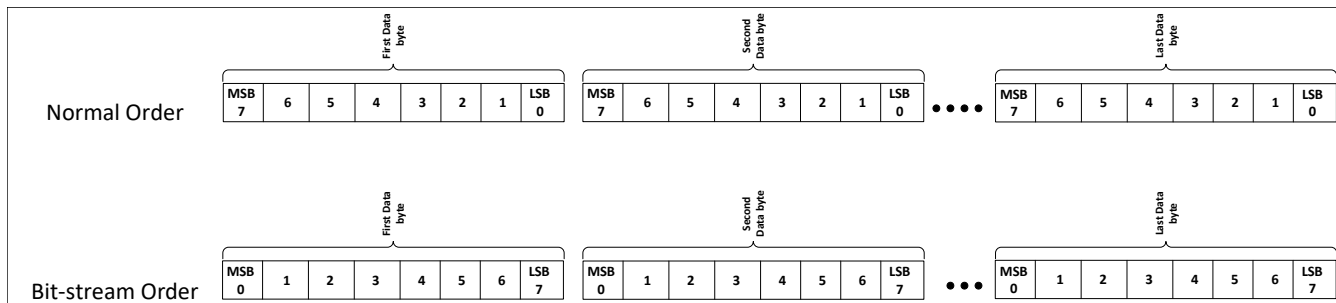 First Data
byte
Second
Data byte
Last Data
byte
Normal Order
MSB
7 6 5 4 3 2 1 LSB
0
MSB
7 6 5 4 3 2 1 LSB
0
MSB
7 6 5 4 3 2 1 LSB
0
First Data
byte
Second
Data byte
Last Data
byte
Bit-stream Order
MSB
0 1 2 3 4 5 6 LSB
7
MSB
0 1 2 3 4 5 6 LSB
7
MSB
0 1 2 3 4 5 6 LSB
7